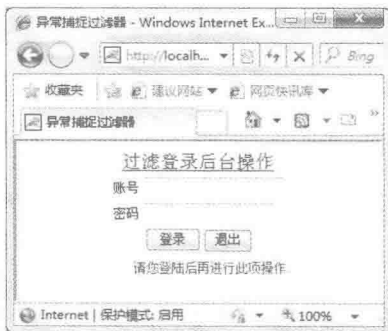 异常捕捉过滤器 - Windows Internet Ex...
http://localh...
Bing
收藏夹 建议网站 网页快讯库
异常捕捉过滤器
过滤登录后台操作
账号
密码
登录 退出
请您登陆后再进行此项操作
Internet | 保护模式: 启用 100%